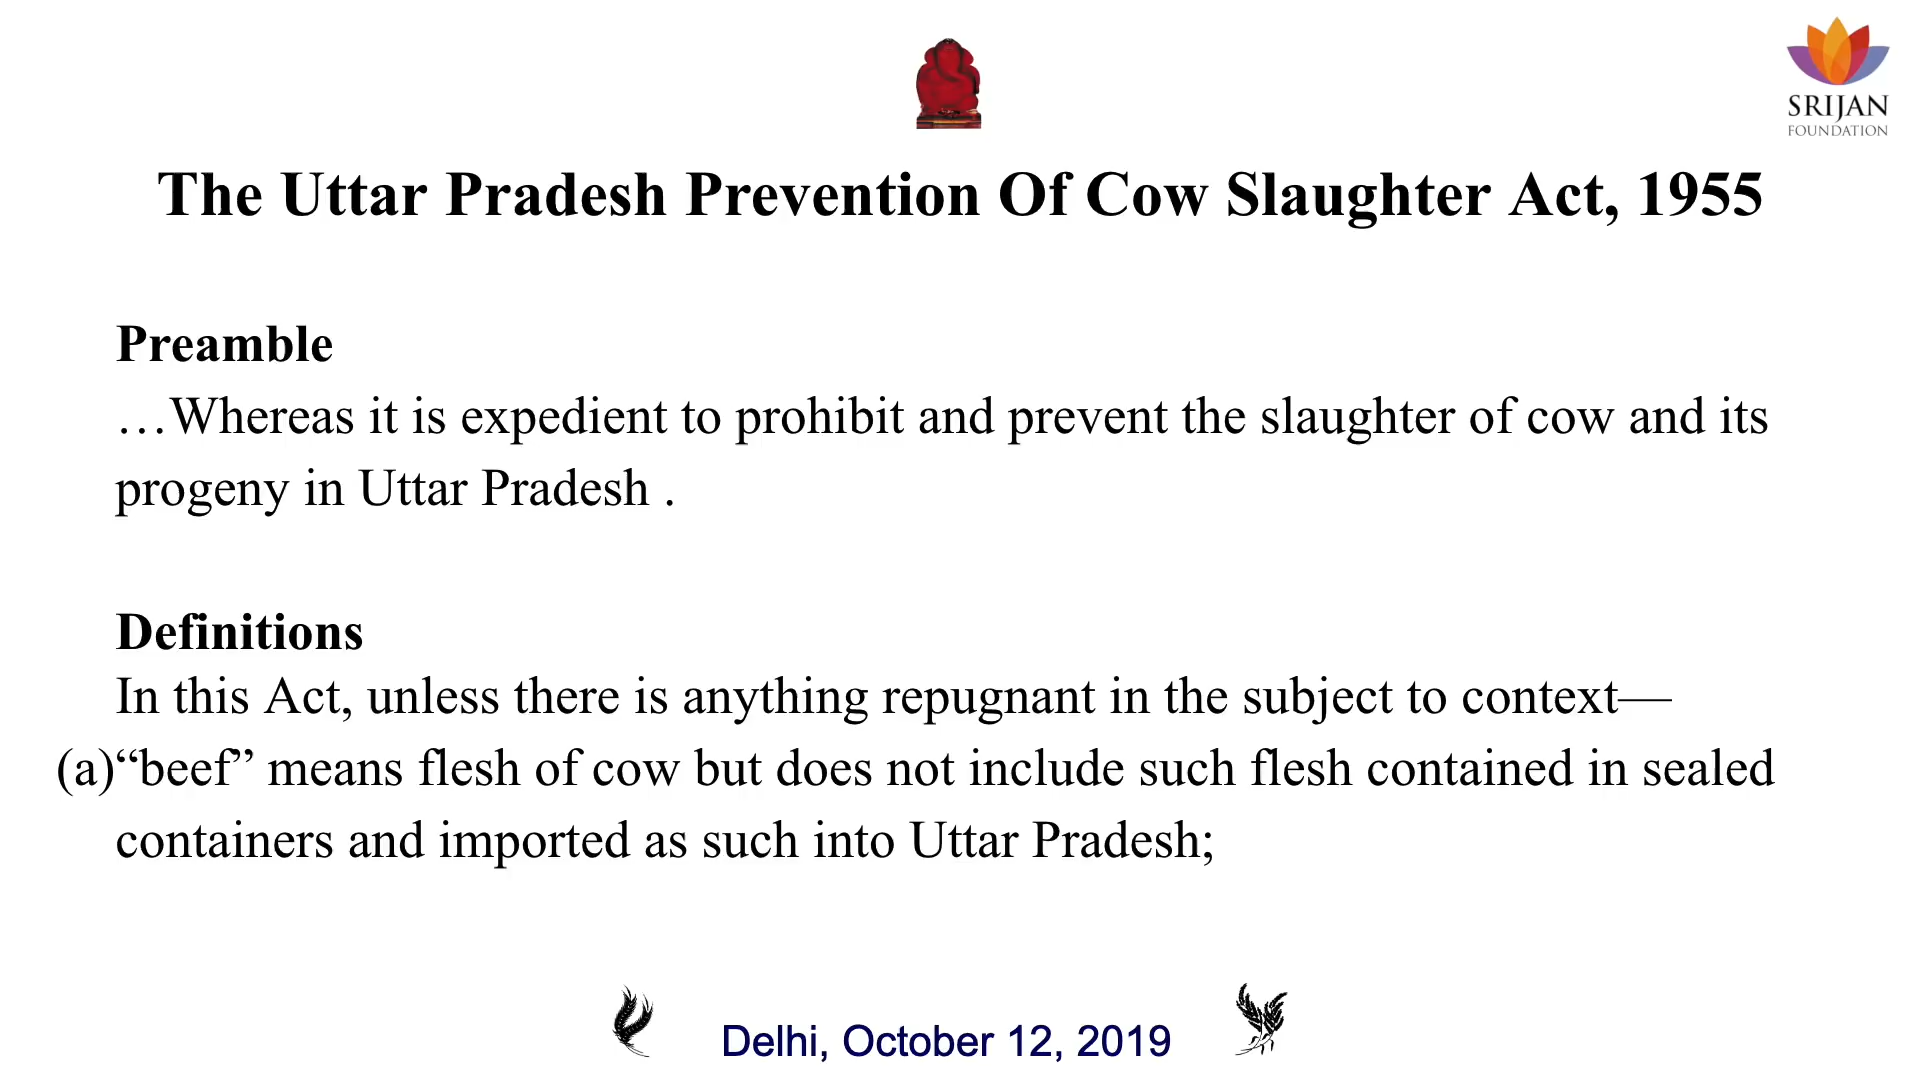 SRIJAN
FOUNDATION
The Uttar Pradesh Prevention Of Cow Slaughter Act, 1955
Preamble
…Whereas it is expedient to prohibit and prevent the slaughter of cow and its
progeny in Uttar Pradesh .
Definitions
In this Act, unless there is anything repugnant in the subject to context—
(a)“beef” means flesh of cow but does not include such flesh contained in sealed
containers and imported as such into Uttar Pradesh;
Delhi, October 12, 2019